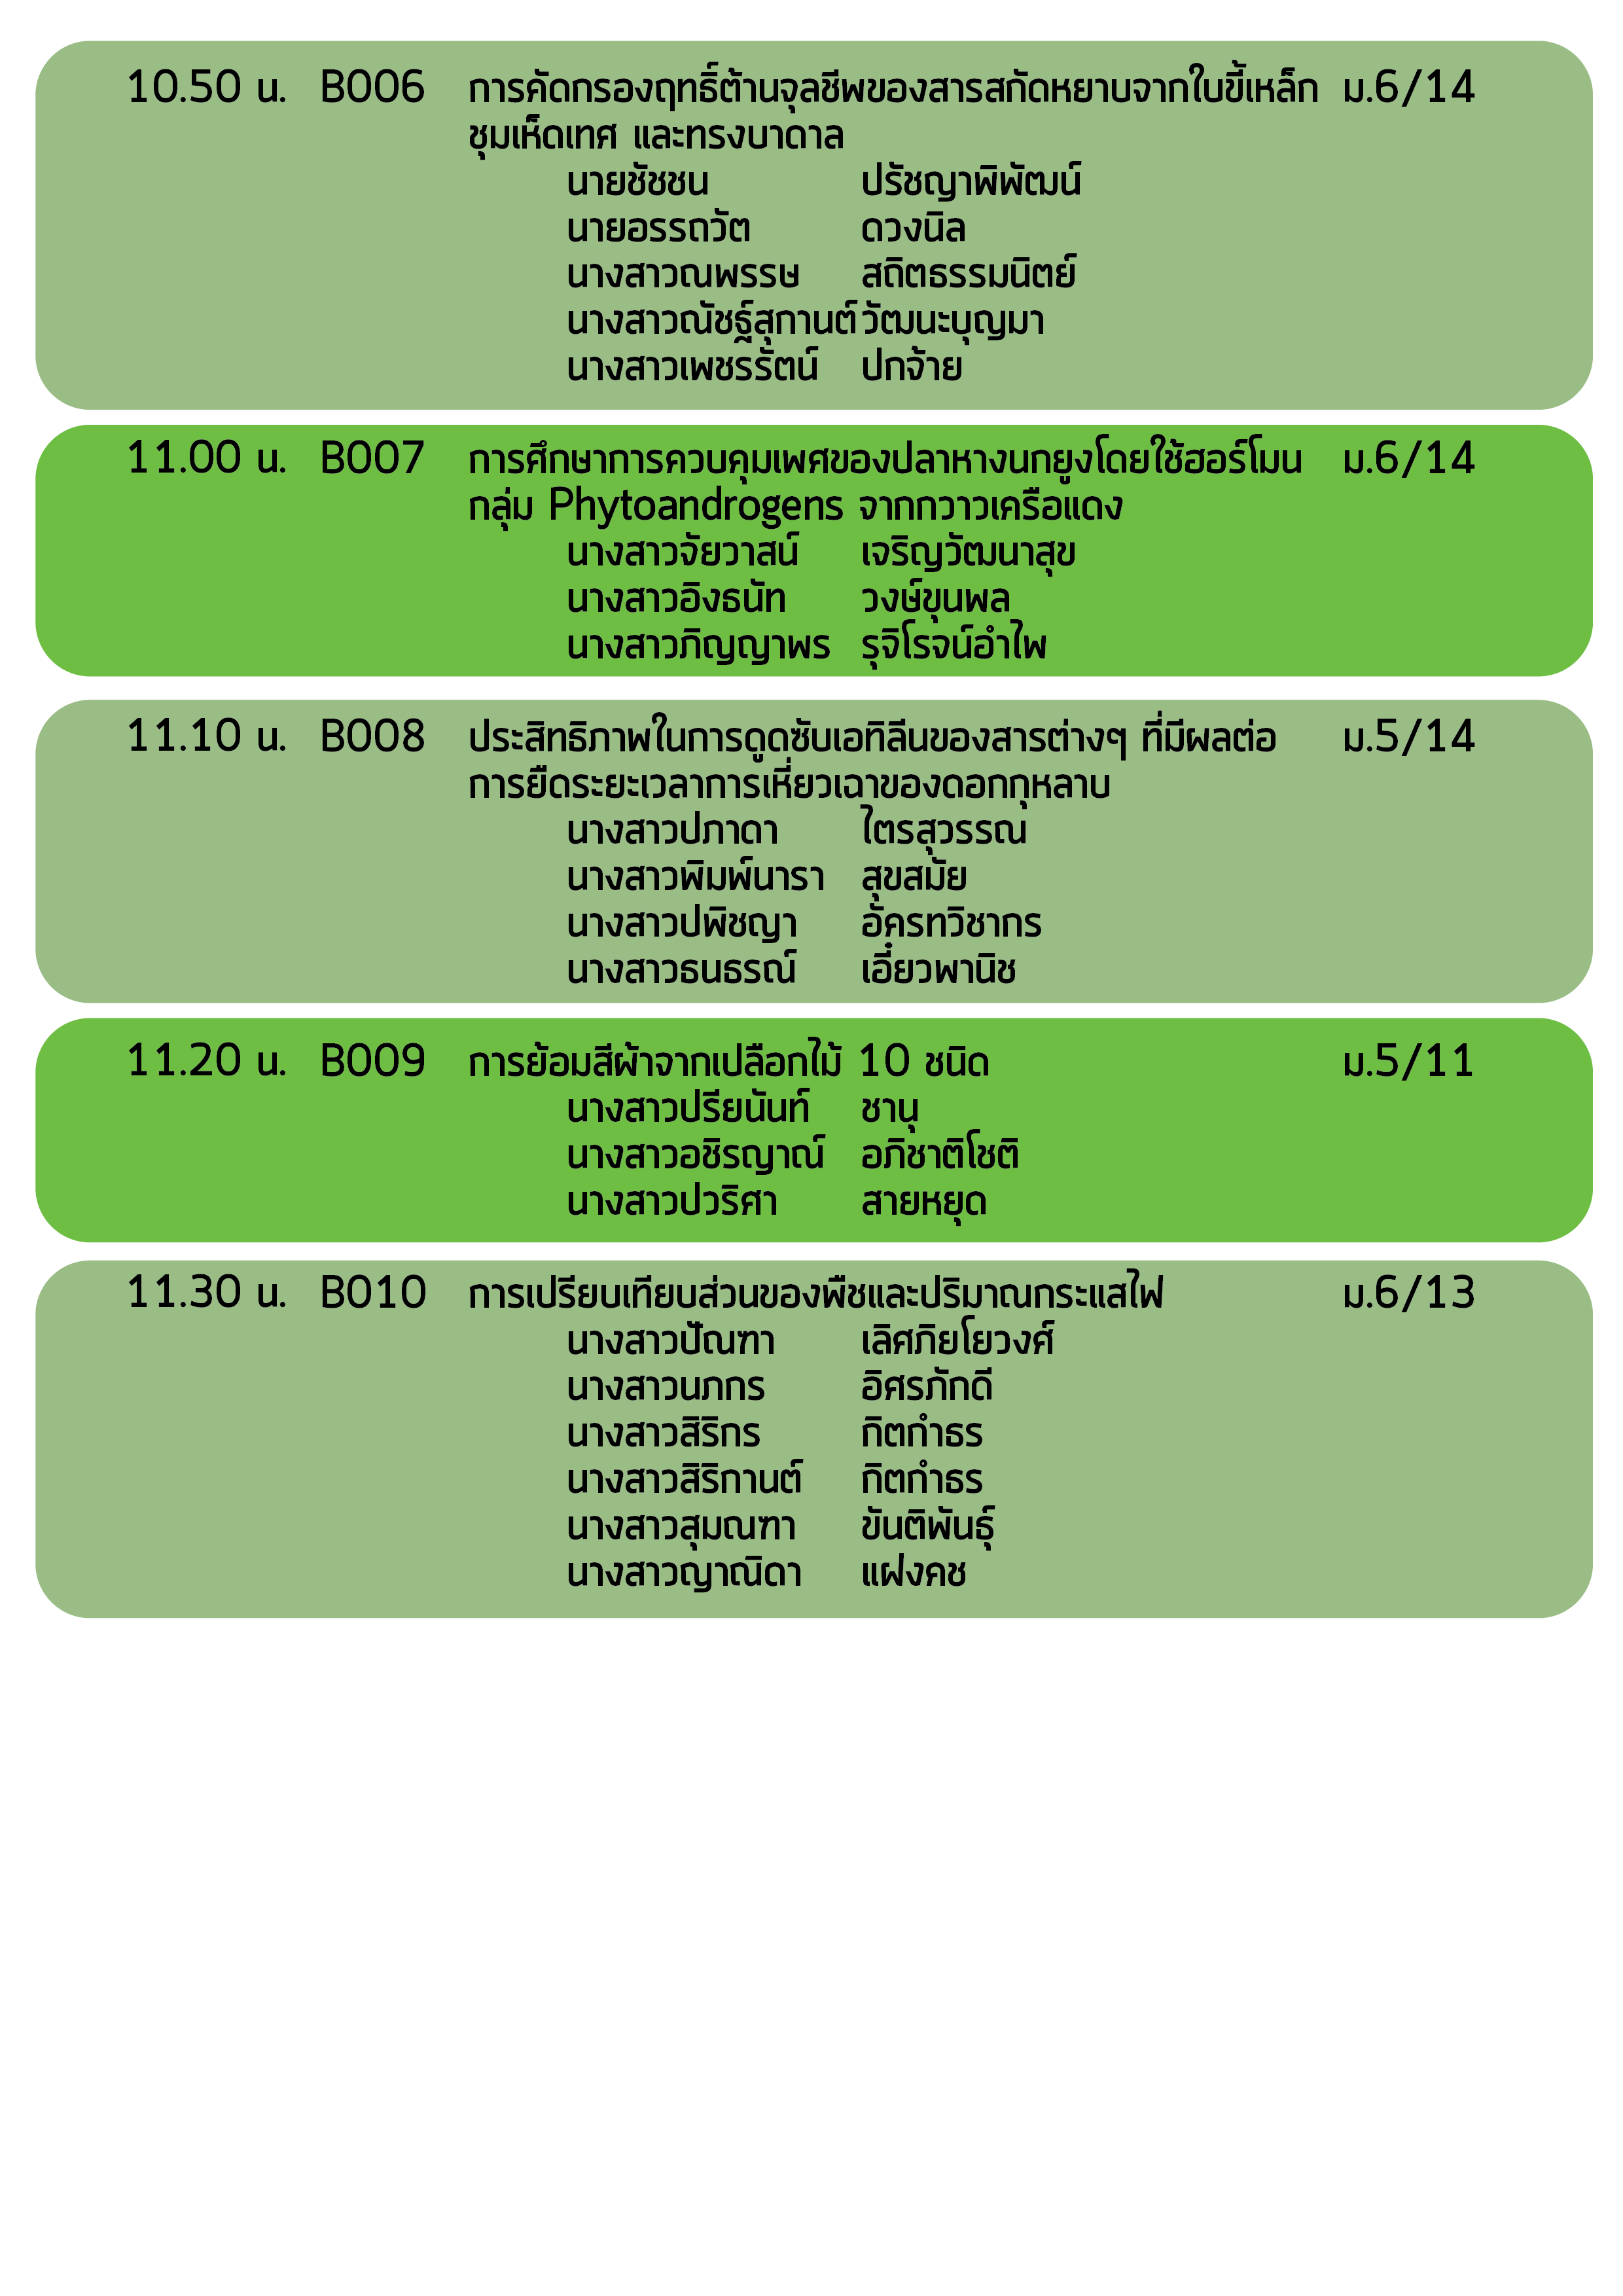 10.50 น. B006 การคัดกรองฤทธิ์ต้านจุลชีพของสารสกัดหยาบจากใบขี้เหล็ก ม.6/14
ชุมเห็ดเทศ และทรงบาดาล
นายชัชชน ปรัชญาพิพัฒน์
นายอรรถวัต ดวงนิล
นางสาวณพรรษ สถิตธรรมนิตย์
นางสาวณัชฐ์สุกานต์ วัฒนะบุญมา
นางสาวเพชรรัตน์ ปกจ้าย
11.00 น. B007 การศึกษาการควบคุมเพศของปลาหางนกยูงโดยใช้ฮอร์โมน ม.6/14
กลุ่ม Phytoandrogens จากกวาวเครือแดง
นางสาวจัยวาสน์ เจริญวัฒนาสุข
นางสาวอิงธนัท วงษ์ขุนพล
นางสาวภิญญาพร รุจิโรจน์อำไพ
11.10 น. B008 ประสิทธิภาพในการดูดซับเอทิลีนของสารต่างๆ ที่มีผลต่อ ม.5/14
การยืดระยะเวลาการเหี่ยวเฉาของดอกกุหลาบ
นางสาวปภาดา ไตรสุวรรณ
นางสาวพิมพ์นารา สุขสมัย
นางสาวปพิชญา อัครทวิชากร
นางสาวธนธรณ์ เอี๋ยวพานิช
11.20 น. B009 การย้อมสีผ้าจากเปลือกไม้ 10 ชนิด ม.5/11
นางสาวปรียนันท์ ชานุ
นางสาวอชิรญาณ์ อภิชาติโชติ
นางสาวปวริศา สายหยุด
11.30 น. B010 การเปรียบเทียบส่วนของพืชและปริมาณกระแสไฟ ม.6/13
นางสาวปัณฑา เลิศภิยโยวงศ์
นางสาวนภกร อิศรภักดี
นางสาวสิริกร กิตกำธร
นางสาวสิริกานต์ กิตกำธร
นางสาวสุมณฑา ขันติพันธุ์
นางสาวญาณิดา แฝงคช